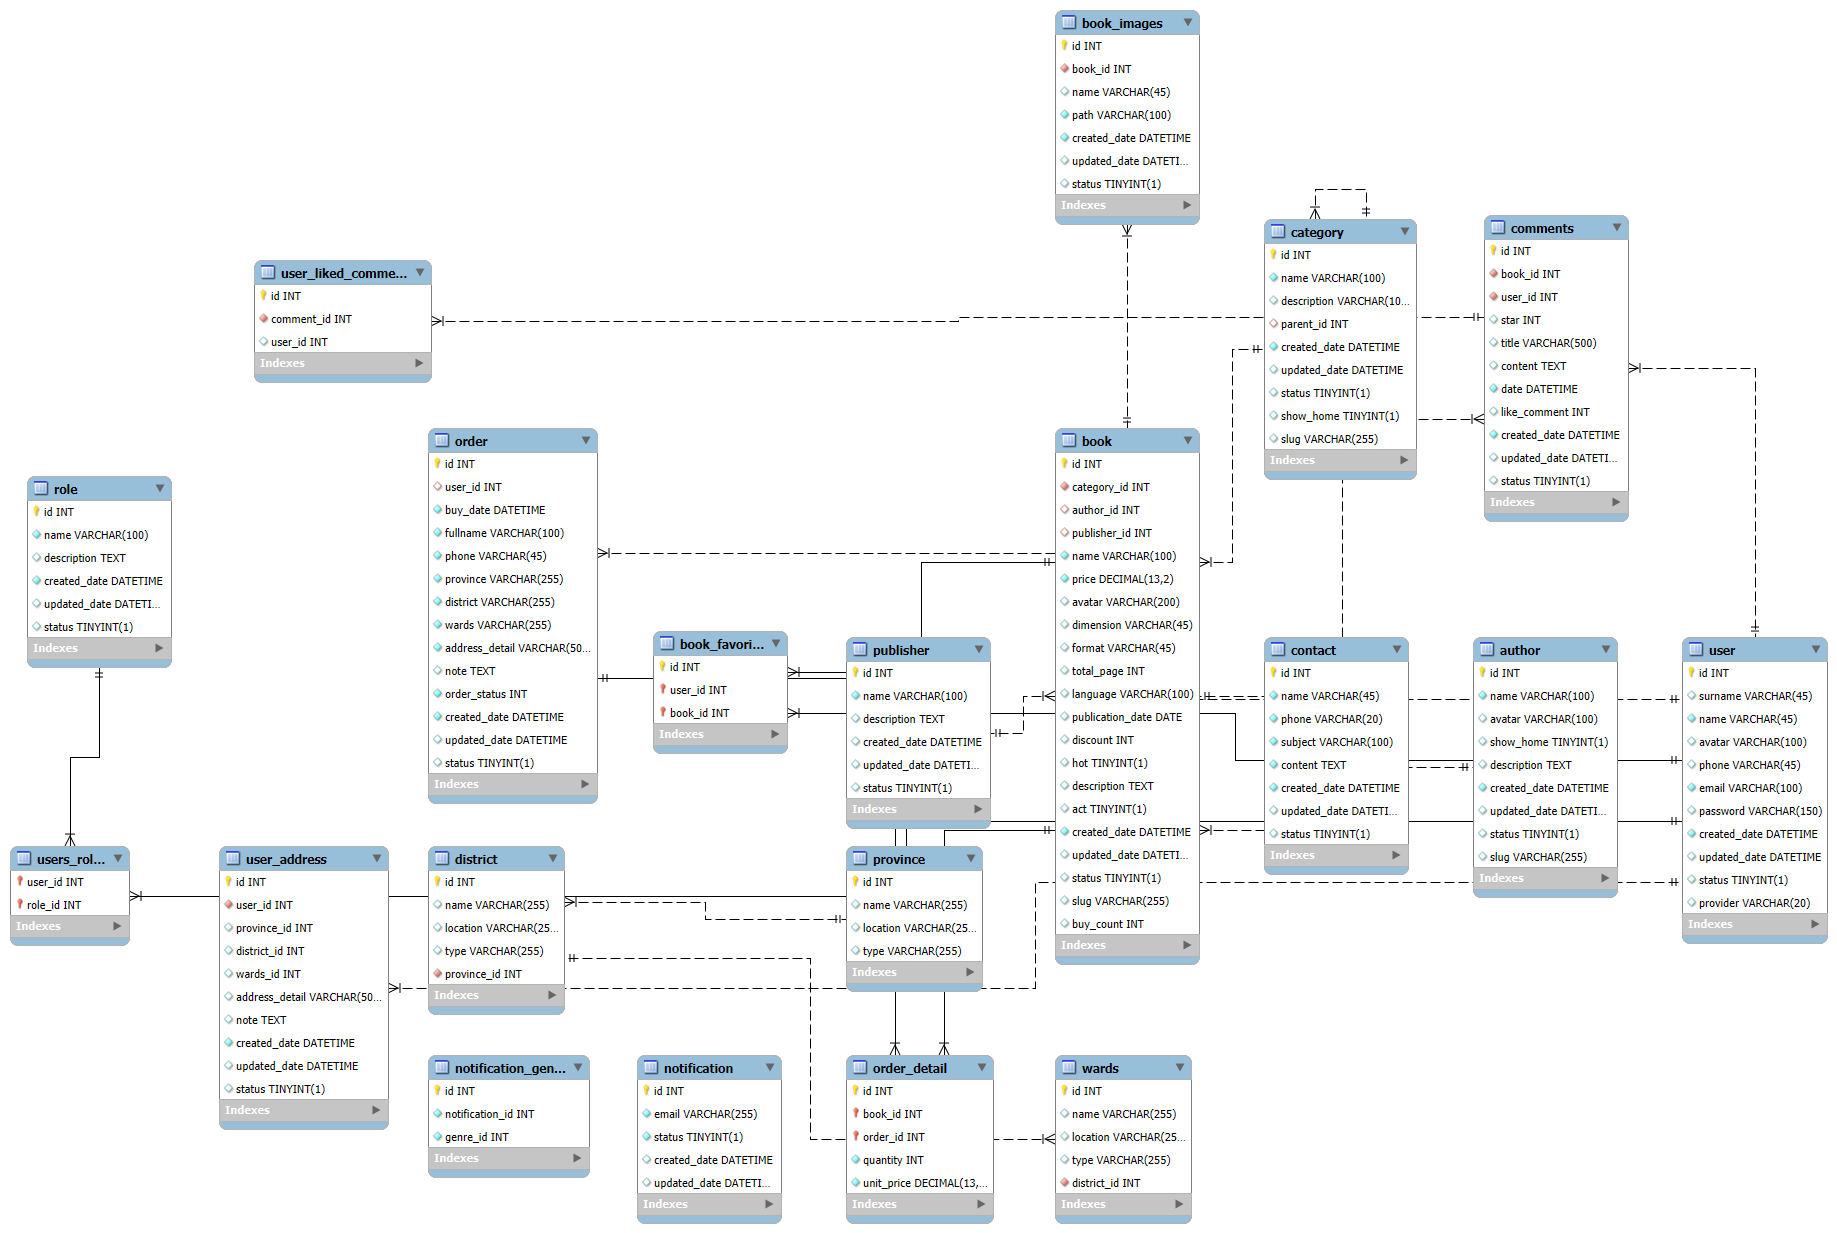 book_images
id INT
book_id INT
name VARCHAR(45)
path VARCHAR(100)
created_date DATETIME
updated_date DATETI...
status TINYINT(1)
Indexes
category
id INT
name VARCHAR(100)
description VARCHAR(10...
parent_id INT
created_date DATETIME
updated_date DATETIME
status TINYINT(1)
show_home TINYINT(1)
slug VARCHAR(255)
Indexes
comments
id INT
book_id INT
user_id INT
star INT
title VARCHAR(500)
content TEXT
date DATETIME
like_comment INT
created_date DATETIME
updated_date DATETI...
status TINYINT(1)
Indexes
user_liked_comme...
id INT
comment_id INT
user_id INT
Indexes
order
id INT
user_id INT
buy_date DATETIME
fullname VARCHAR(100)
phone VARCHAR(45)
province VARCHAR(255)
district VARCHAR(255)
wards VARCHAR(255)
address_detail VARCHAR(50...
note TEXT
order_status INT
created_date DATETIME
updated_date DATETIME
status TINYINT(1)
Indexes
book
id INT
category_id INT
author_id INT
publisher_id INT
name VARCHAR(100)
price DECIMAL(13,2)
avatar VARCHAR(200)
dimension VARCHAR(45)
format VARCHAR(45)
total_page INT
language VARCHAR(100)
publication_date DATE
discount INT
hot TINYINT(1)
description TEXT
act TINYINT(1)
created_date DATETIME
updated_date DATETI...
status TINYINT(1)
slug VARCHAR(255)
buy_count INT
Indexes
role
id INT
name VARCHAR(100)
description TEXT
created_date DATETIME
updated_date DATETI...
status TINYINT(1)
Indexes
book_favori...
id INT
user_id INT
book_id INT
Indexes
publisher
id INT
name VARCHAR(100)
description TEXT
created_date DATETIME
updated_date DATETI...
status TINYINT(1)
Indexes
contact
id INT
name VARCHAR(45)
phone VARCHAR(20)
subject VARCHAR(100)
content TEXT
created_date DATETIME
updated_date DATETI...
status TINYINT(1)
Indexes
author
id INT
name VARCHAR(100)
avatar VARCHAR(100)
show_home TINYINT(1)
description TEXT
created_date DATETIME
updated_date DATETI...
status TINYINT(1)
slug VARCHAR(255)
Indexes
user
id INT
surname VARCHAR(45)
name VARCHAR(45)
avatar VARCHAR(100)
phone VARCHAR(45)
email VARCHAR(100)
password VARCHAR(150)
created_date DATETIME
updated_date DATETIME
status TINYINT(1)
provider VARCHAR(20)
Indexes
users_rol...
user_id INT
role_id INT
Indexes
user_address
id INT
user_id INT
province_id INT
district_id INT
wards_id INT
address_detail VARCHAR(50...
note TEXT
created_date DATETIME
updated_date DATETIME
status TINYINT(1)
Indexes
district
id INT
name VARCHAR(255)
location VARCHAR(25...
type VARCHAR(255)
province_id INT
Indexes
province
id INT
name VARCHAR(255)
location VARCHAR(25...
type VARCHAR(255)
Indexes
notification_gen...
id INT
notification_id INT
genre_id INT
Indexes
notification
id INT
email VARCHAR(255)
status TINYINT(1)
created_date DATETIME
updated_date DATETI...
Indexes
order_detail
id INT
book_id INT
order_id INT
quantity INT
unit_price DECIMAL(13,...
Indexes
wards
id INT
name VARCHAR(255)
location VARCHAR(25...
type VARCHAR(255)
district_id INT
Indexes